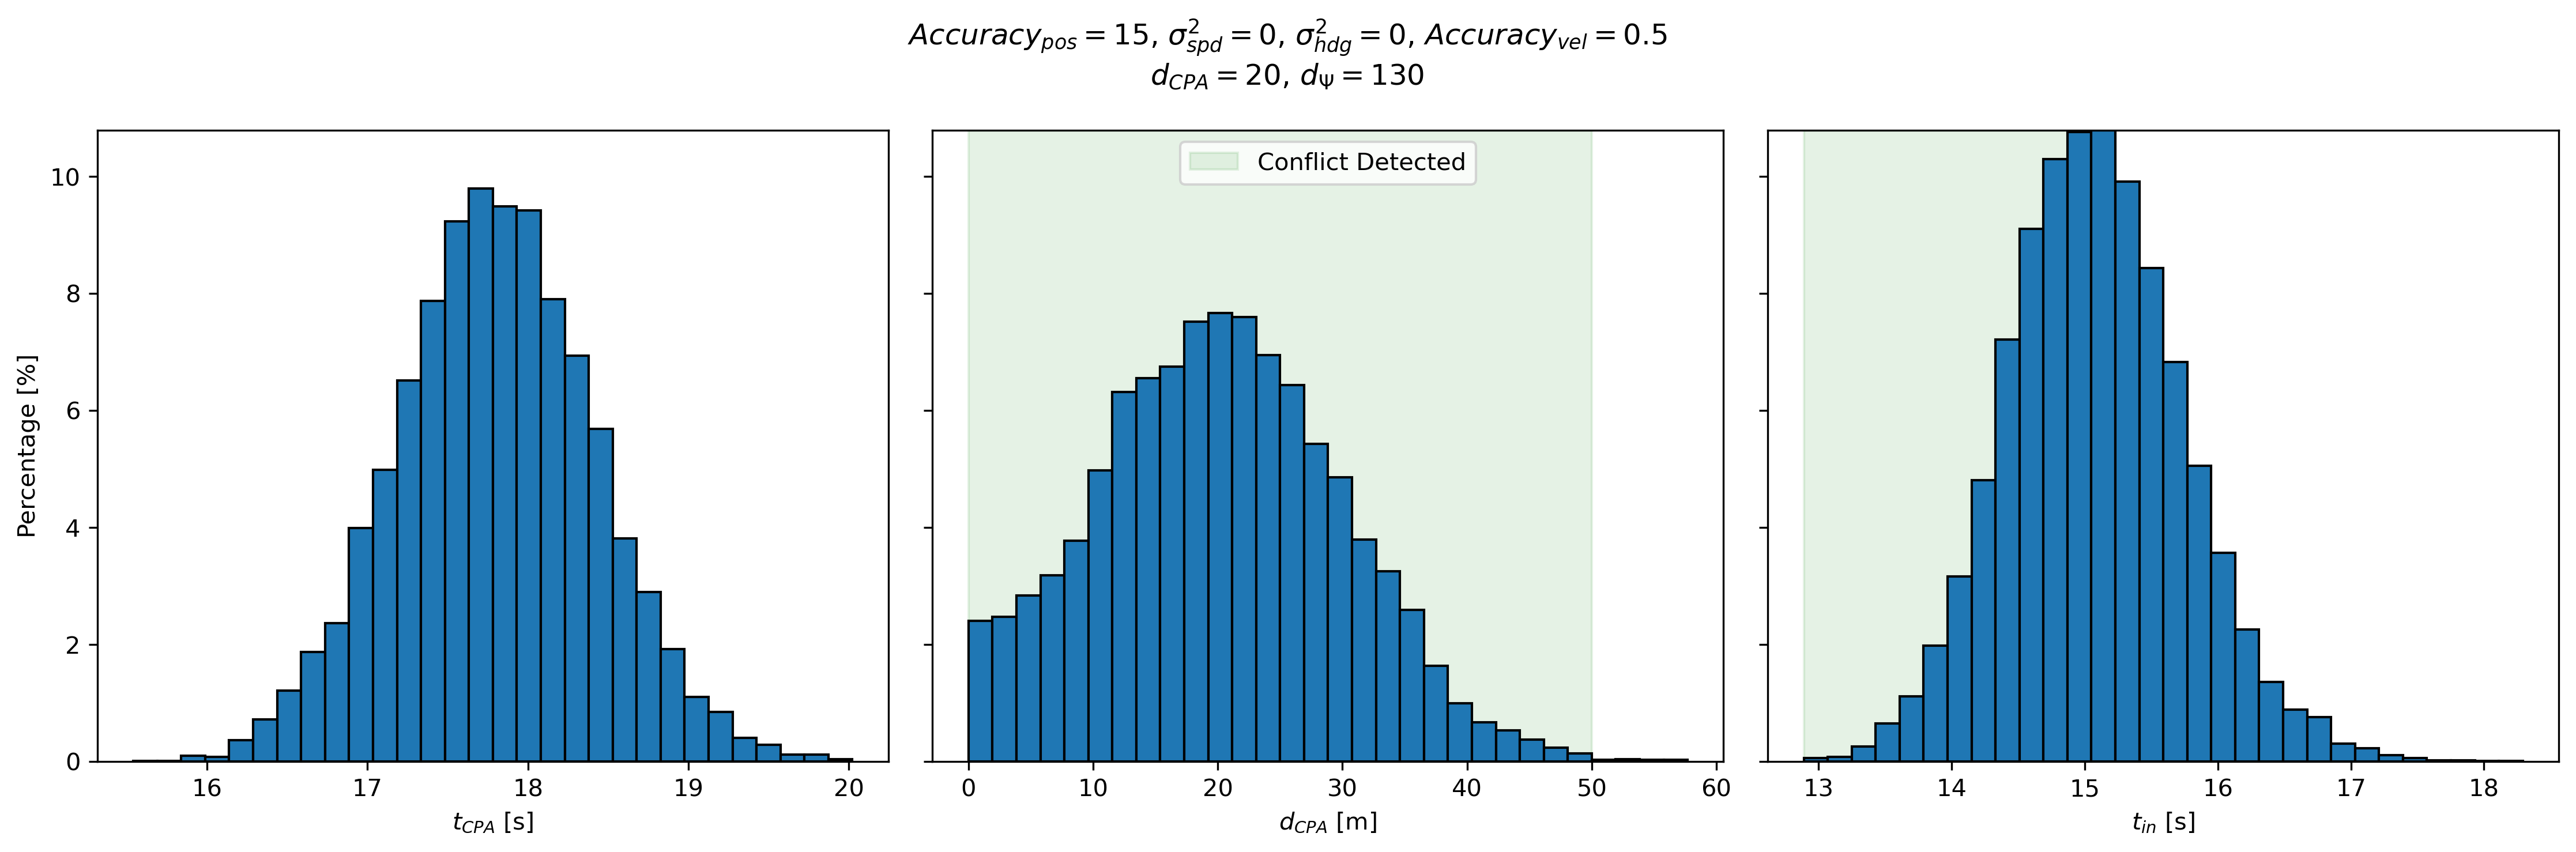 Accuracy_pos = 15, σ²_spd = 0, σ²_hdg = 0, Accuracy_vel = 0.5
d_CPA = 20, d_Ψ = 130
Conflict Detected
Percentage [%]
10
8
6
4
2
0
16 17 18 19 20
0 10 20 30 40 50 60
13 14 15 16 17 18
t_CPA [s]
d_CPA [m]
t_in [s]